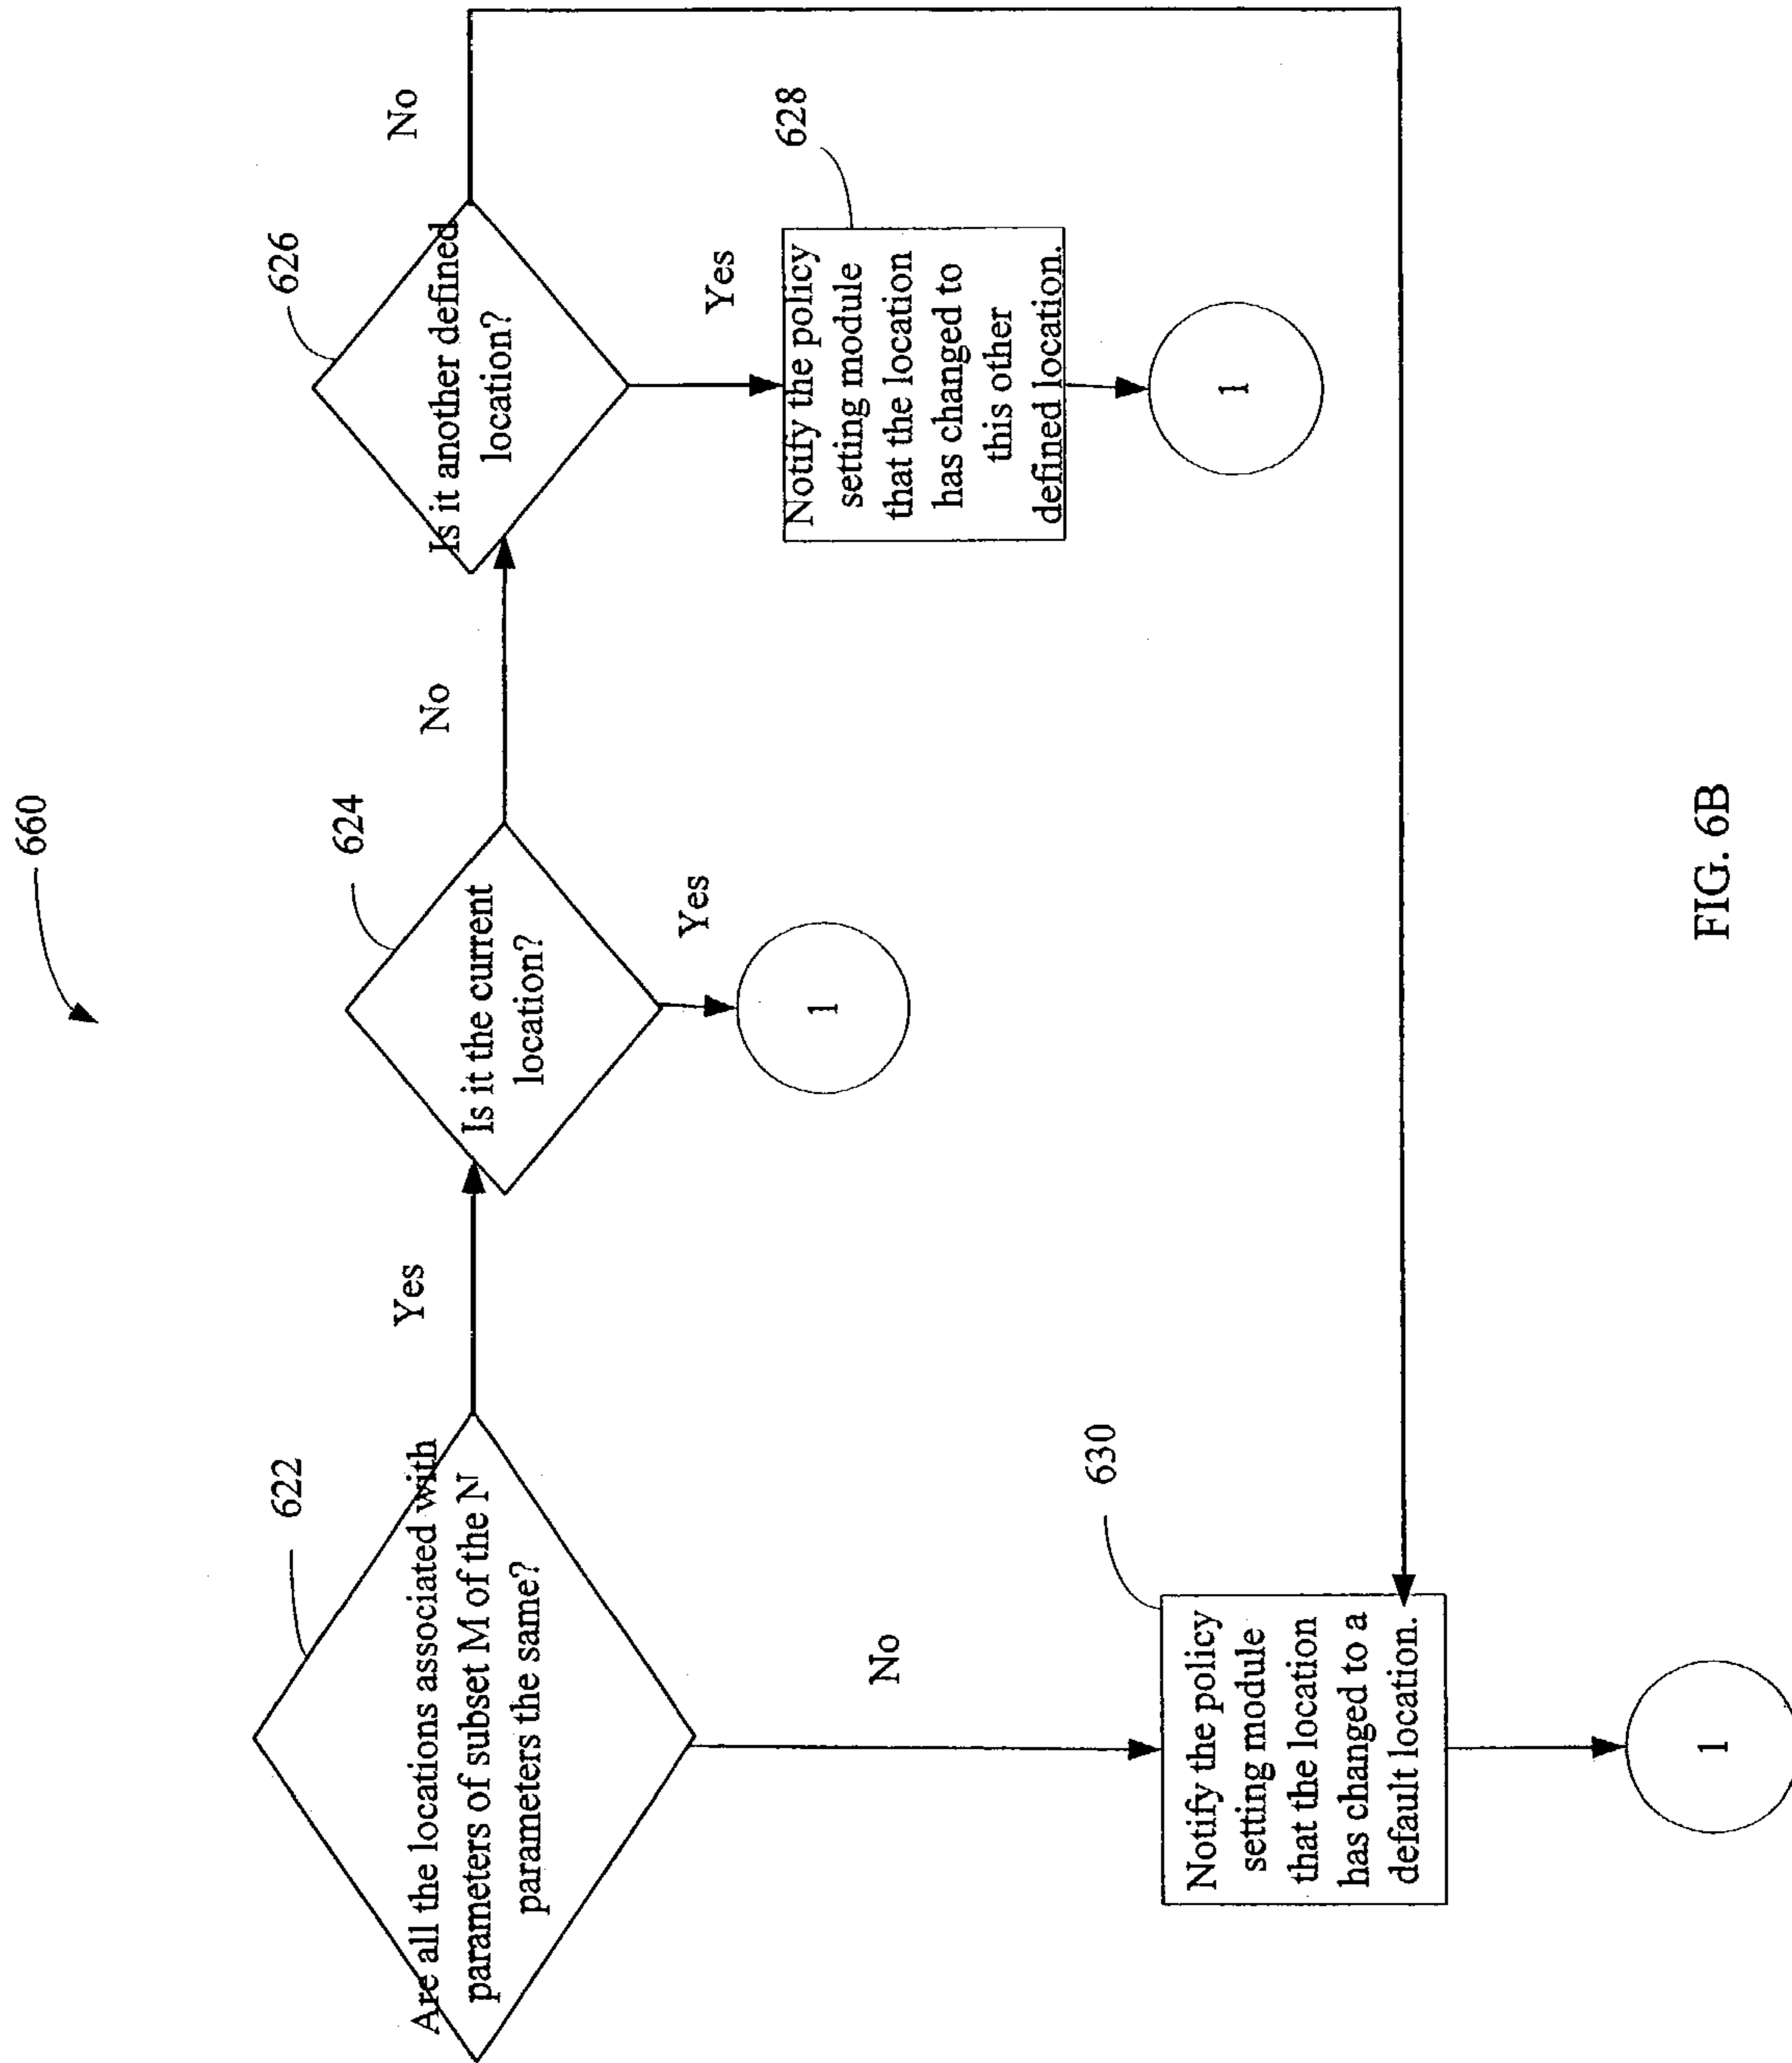 660
622
Are all the locations associated with
parameters of subset M of the N
parameters the same?
Yes
No
624
Is it the current
location?
Yes
No
1
626
Is it another defined
location?
No
Yes
628
Notify the policy
setting module
that the location
has changed to
this other
defined location.
1
630
Notify the policy
setting module
that the location
has changed to a
default location.
1
FIG. 6B